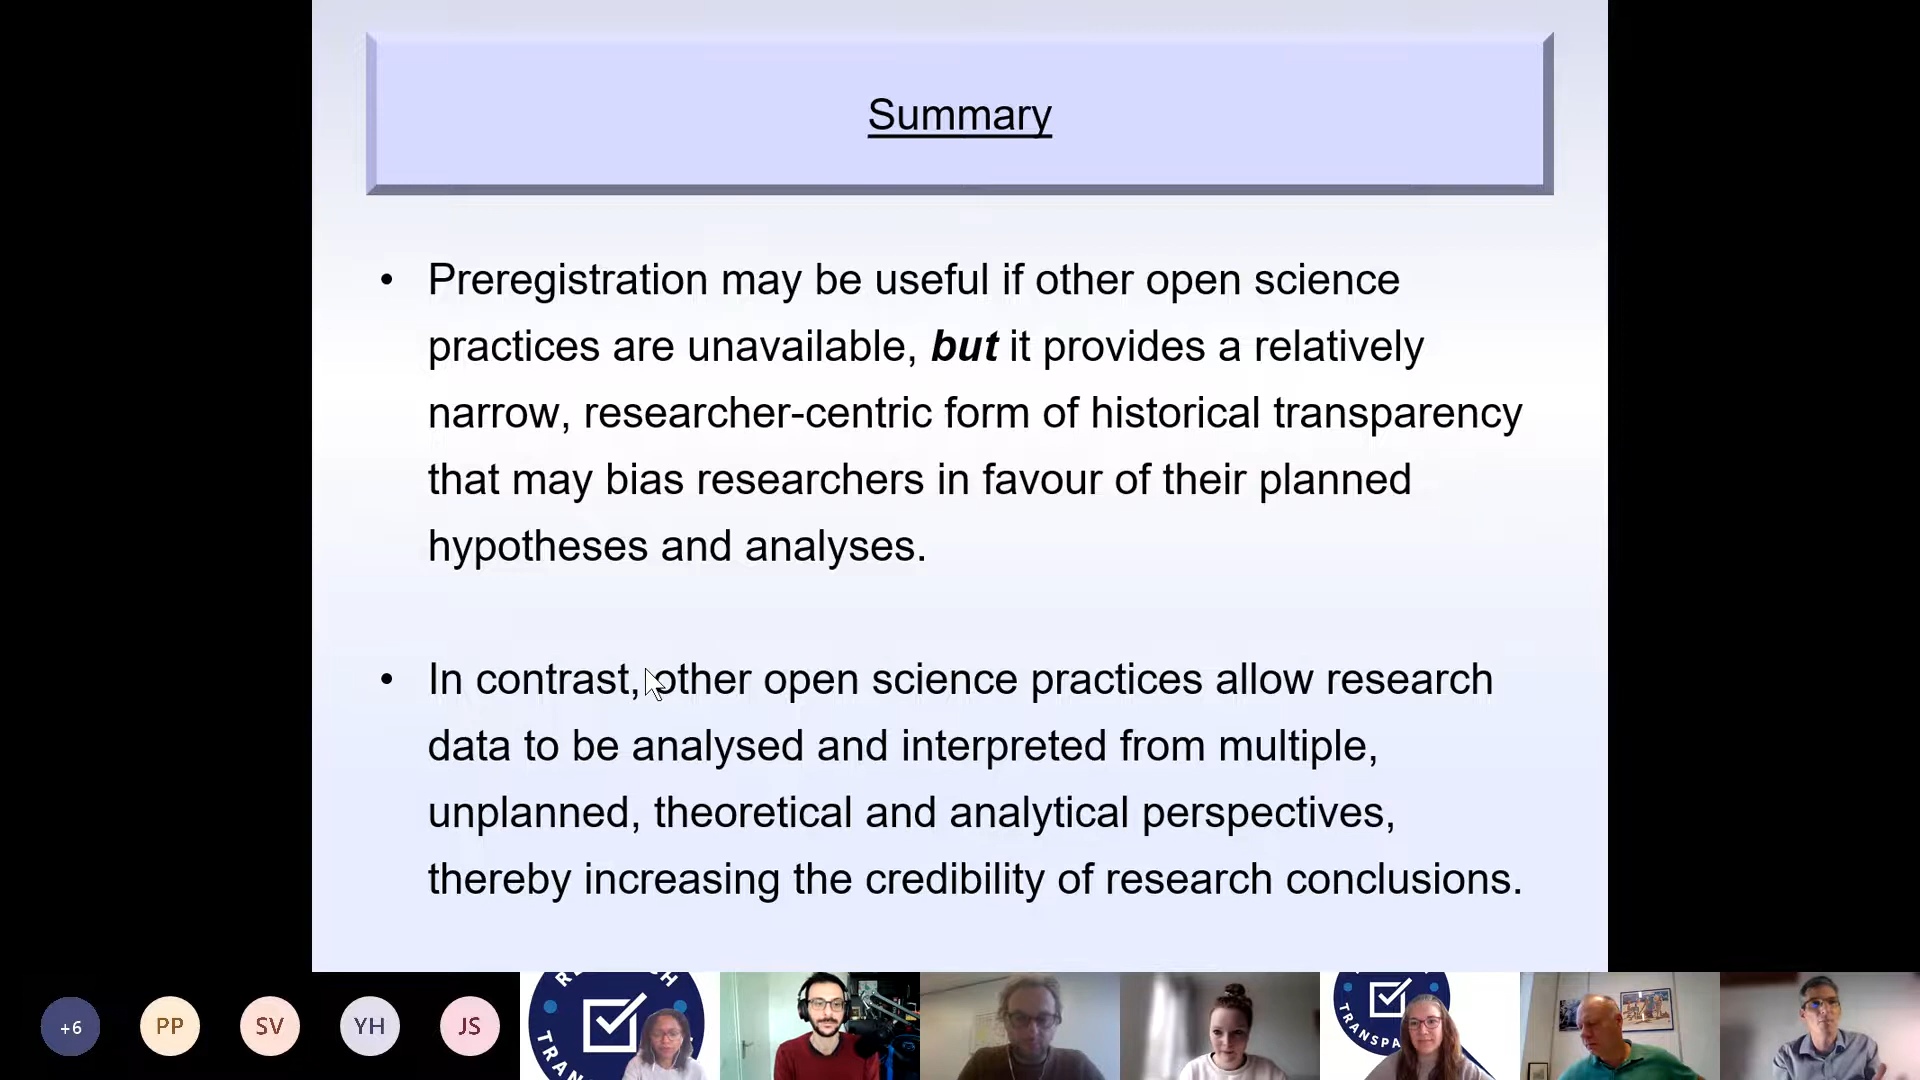 Summary
• Preregistration may be useful if other open science
practices are unavailable, but it provides a relatively
narrow, researcher-centric form of historical transparency
that may bias researchers in favour of their planned
hypotheses and analyses.
• In contrast, other open science practices allow research
data to be analysed and interpreted from multiple,
unplanned, theoretical and analytical perspectives,
thereby increasing the credibility of research conclusions.
+6
PP
SV
YH
JS